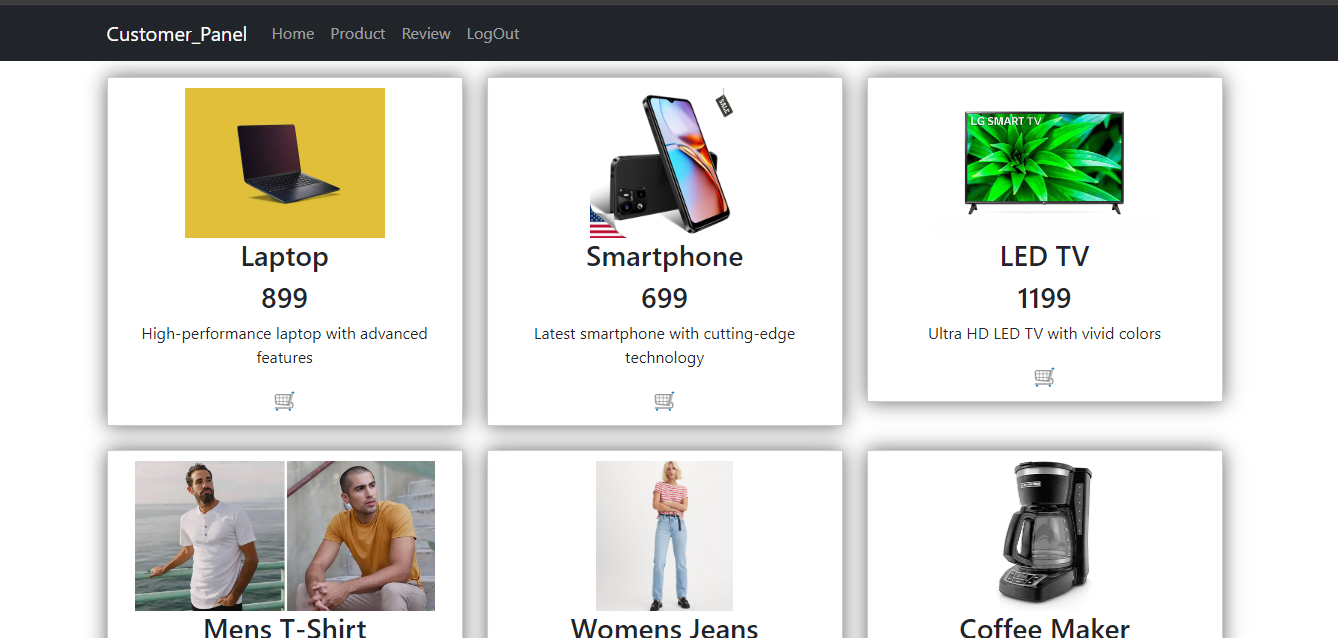 Customer_Panel Home Product Review LogOut
SALE
LG SMART TV
Laptop
899
High-performance laptop with advanced
features
Smartphone
699
Latest smartphone with cutting-edge
technology
LED TV
1199
Ultra HD LED TV with vivid colors
Mens T-Shirt
Womens Jeans
Coffee Maker